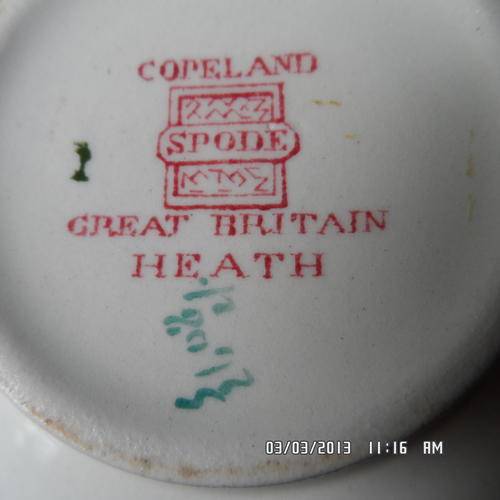 COPELAND
SPODE
GREAT BRITAIN
HEATH
03/03/2013 11:16 AM